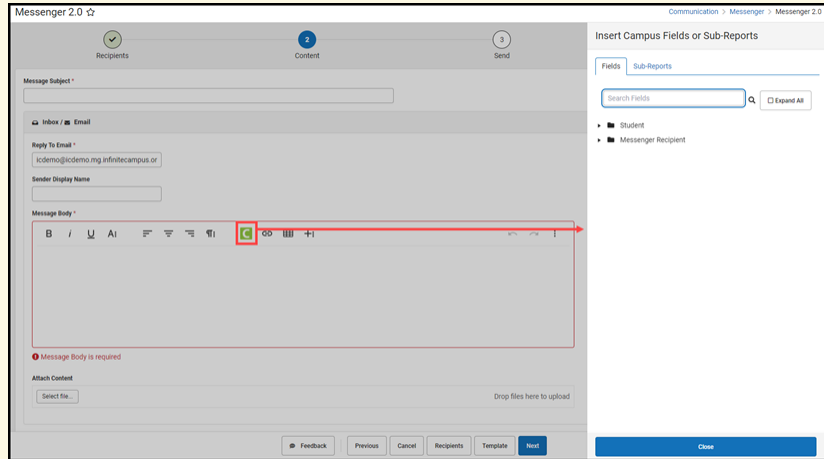 Messenger 2.0
Communication > Messenger > Messenger 2.0
2
3
Recipients
Content
Send
Message Subject *
Inbox / Email
Reply To Email *
icdemo@icdemo.mg.infinitecampus.or
Sender Display Name
Message Body *
B i U AI C
Message Body is required
Attach Content
Select file...
Drop files here to upload
Feedback
Previous
Cancel
Recipients
Template
Next
Insert Campus Fields or Sub-Reports
Fields
Sub-Reports
Search Fields
Expand All
Student
Messenger Recipient
Close